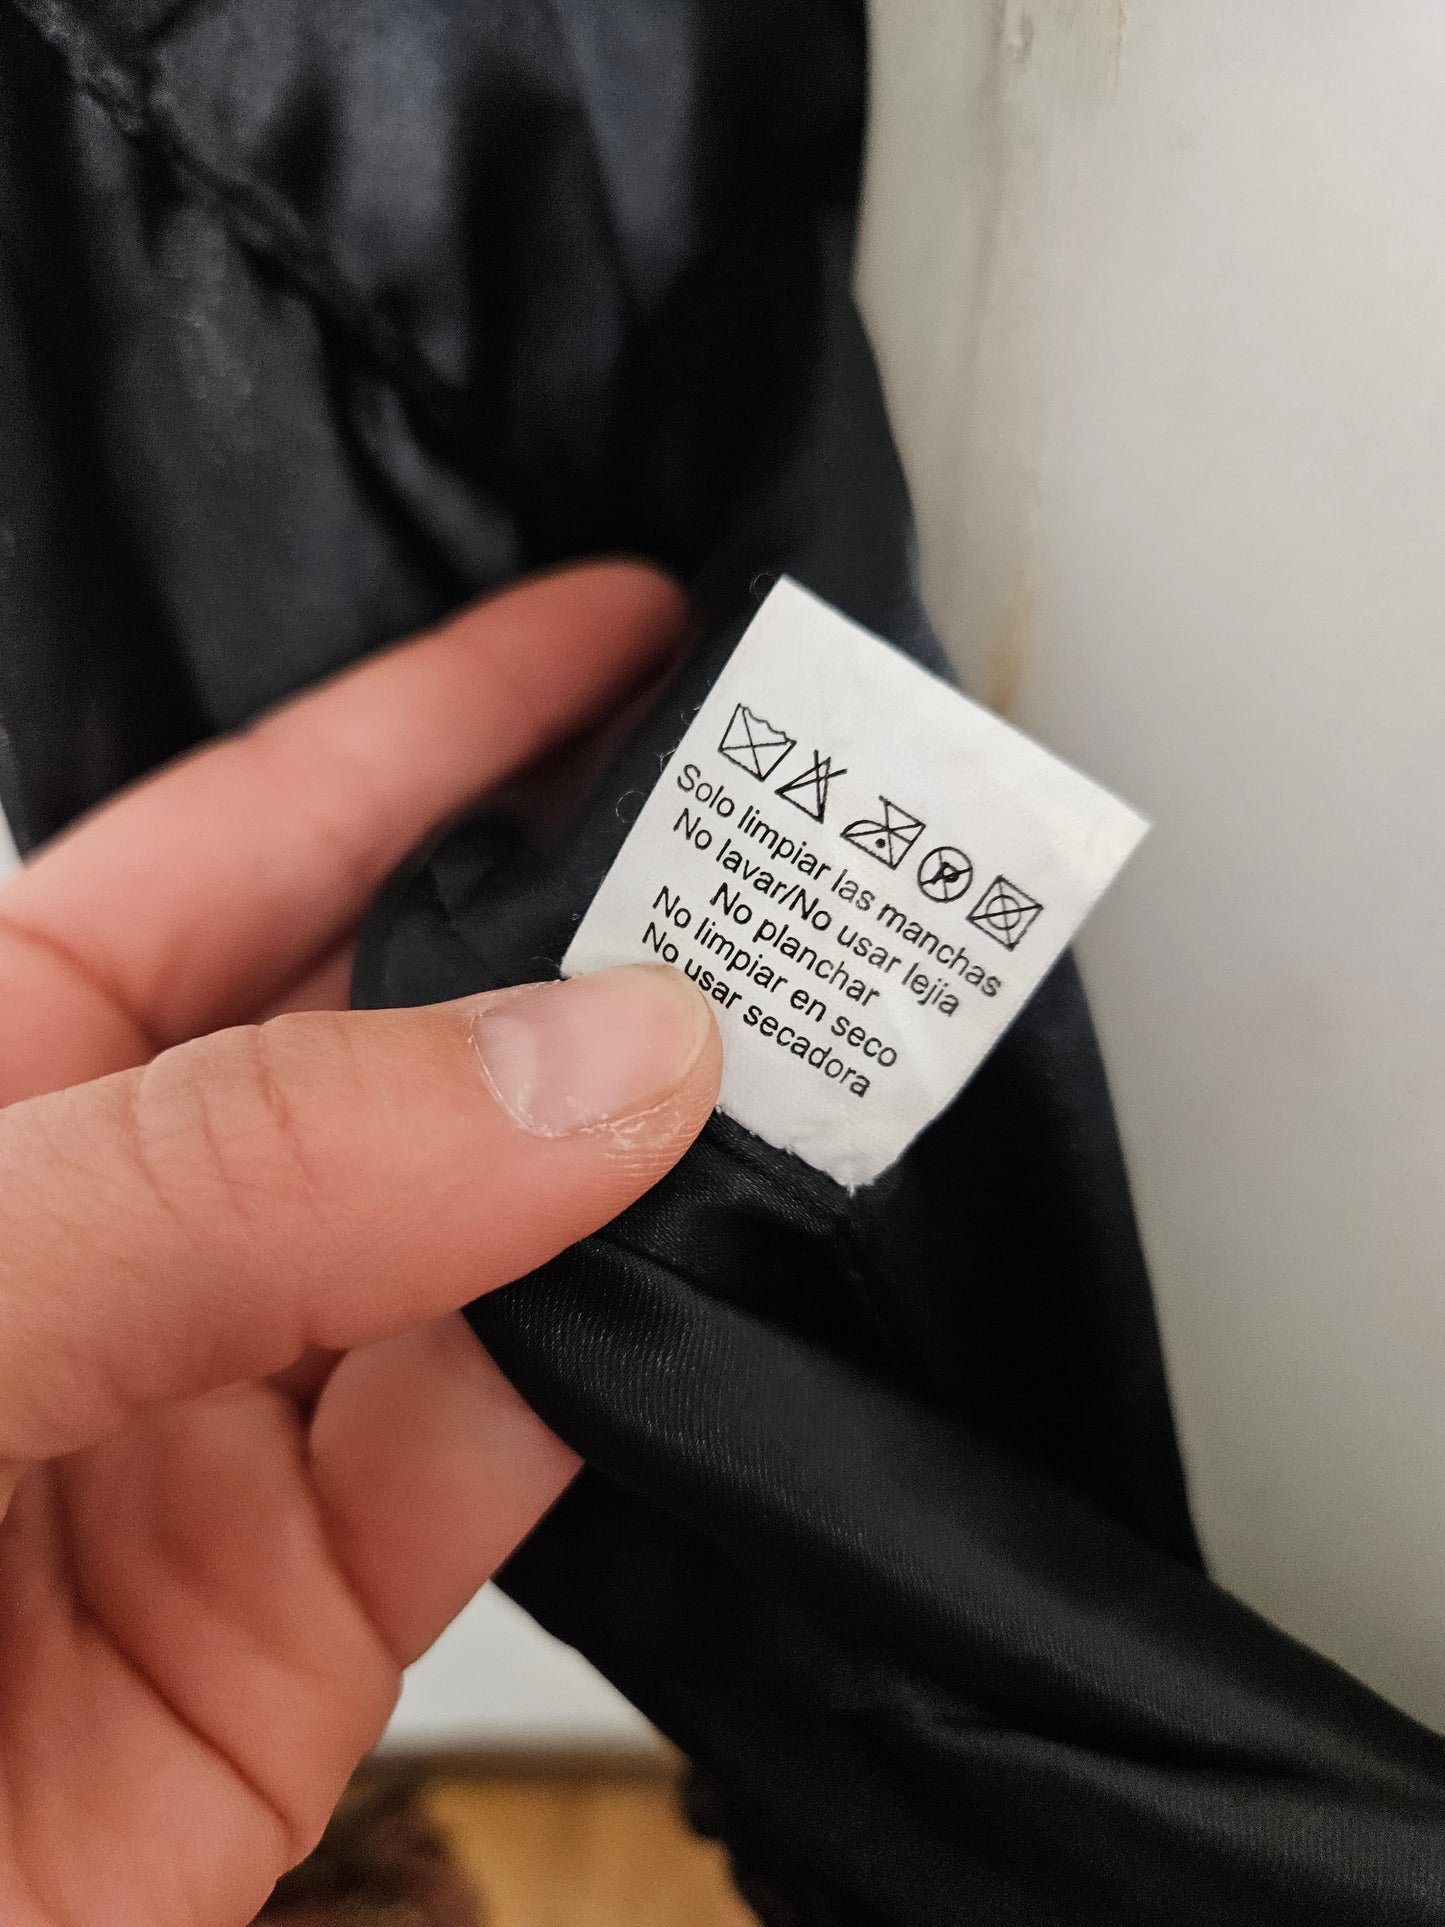 Solo limpiar las manchas
No lavar/No usar lejia
No planchar
No limpiar en seco
No usar secadora